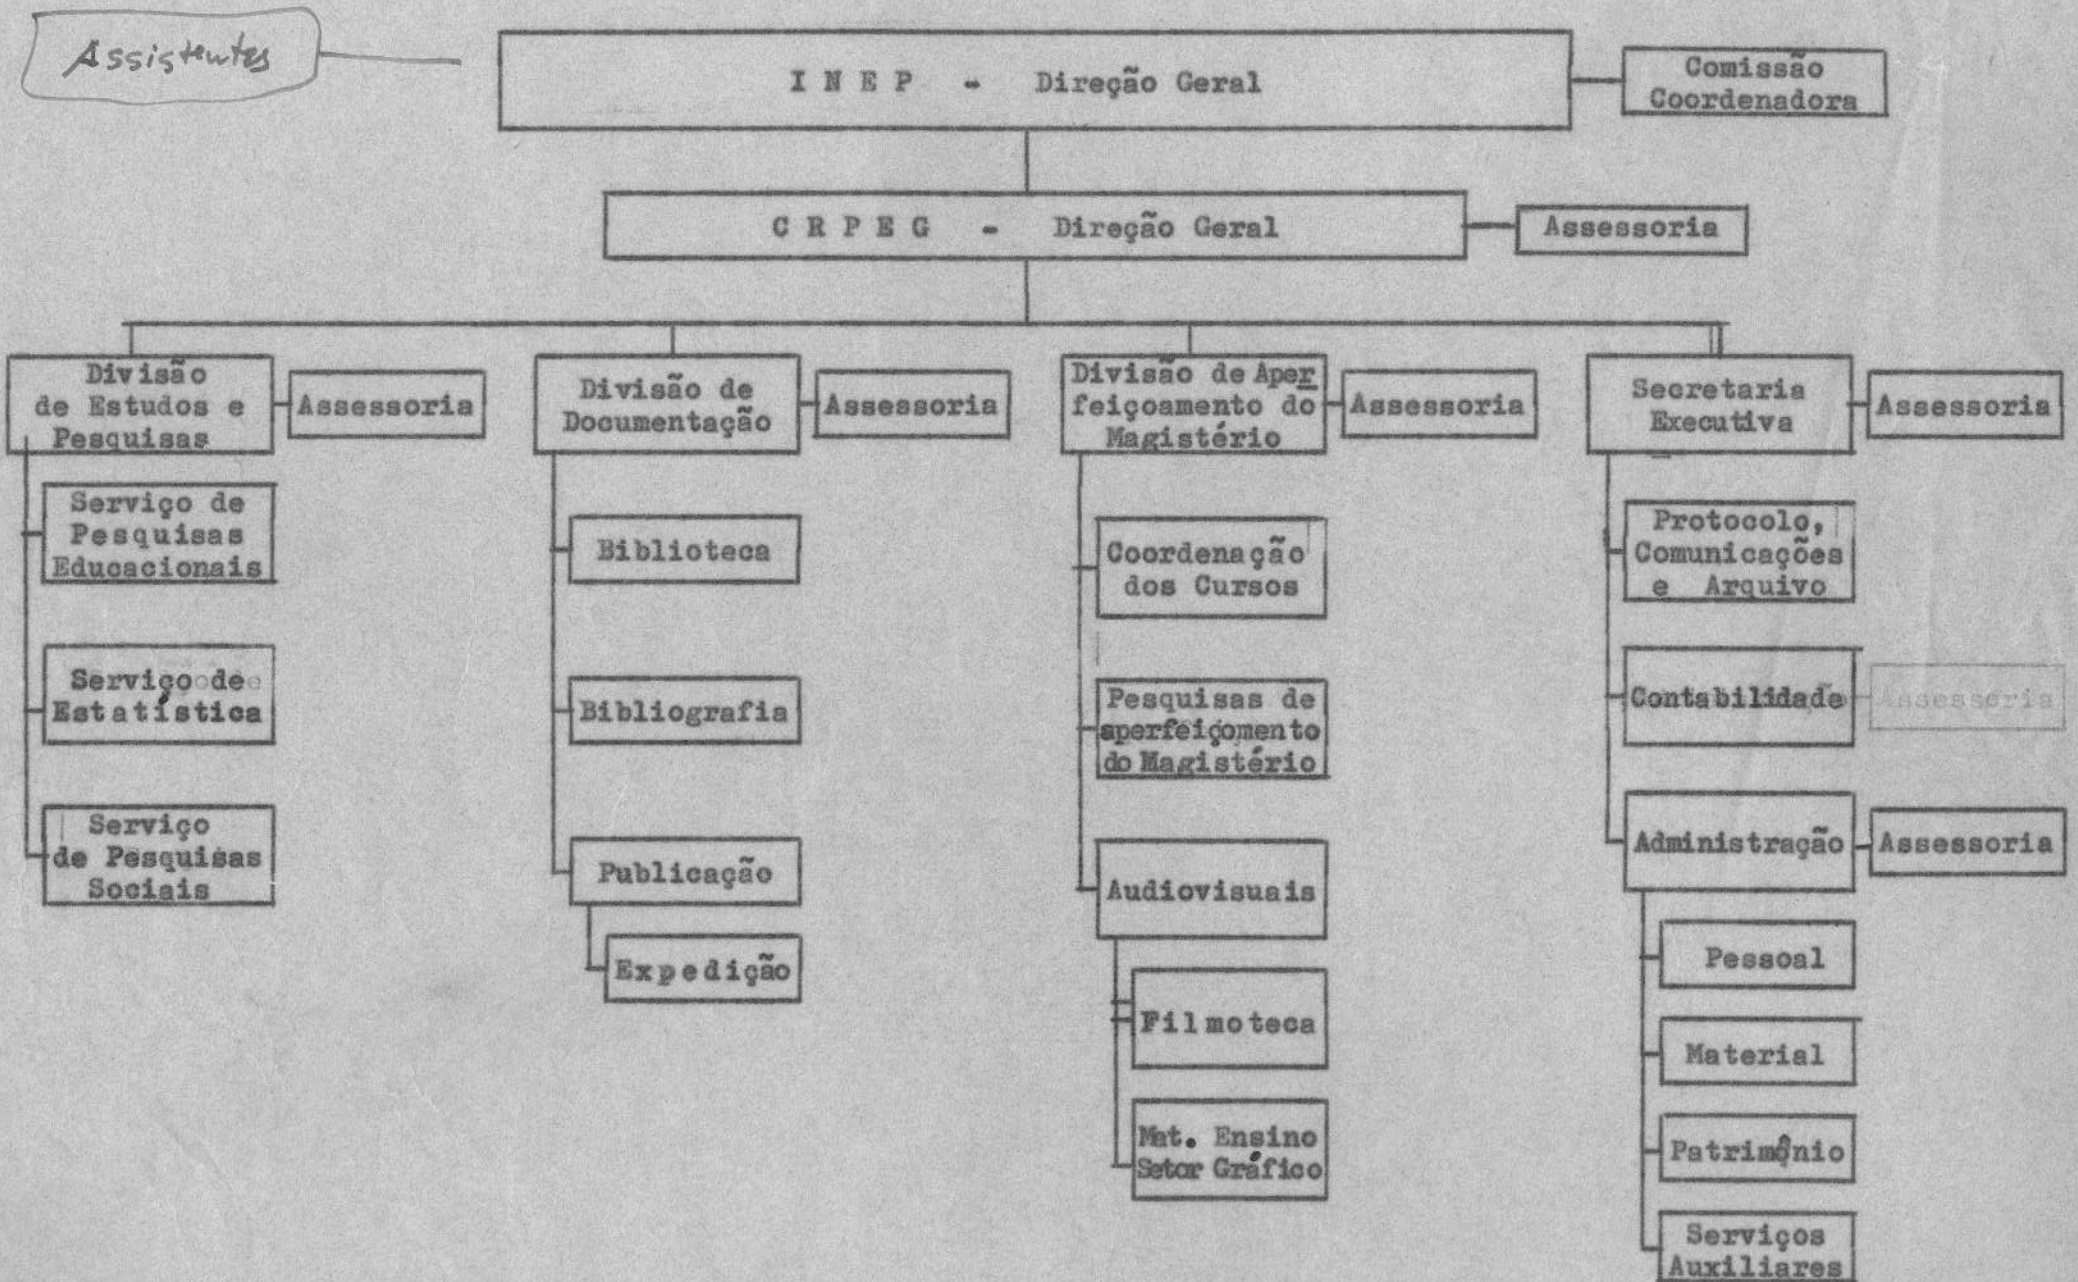 Assistentes
I N E P - Direção Geral
Comissão
Coordenadora
C R P E G - Direção Geral
Assessoria
Divisão
de Estudos e
Pesquisas
Assessoria
Serviço de
Pesquisas
Educacionais
Serviço de
Estatística
Serviço
de Pesquisas
Sociais
Divisão de
Documentação
Assessoria
Biblioteca
Bibliografia
Publicação
Expedição
Divisão de Aper
feiçoamento do
Magistério
Assessoria
Coordenação
dos Cursos
Pesquisas de
aperfeiçomento
do Magistério
Audiovisuais
Filmoteca
Mat. Ensino
Setor Gráfico
Secretaria
Executiva
Assessoria
Protocolo,
Comunicações
e Arquivo
Contabilidade
Assessoria
Administração
Assessoria
Pessoal
Material
Patrimônio
Serviços
Auxiliares